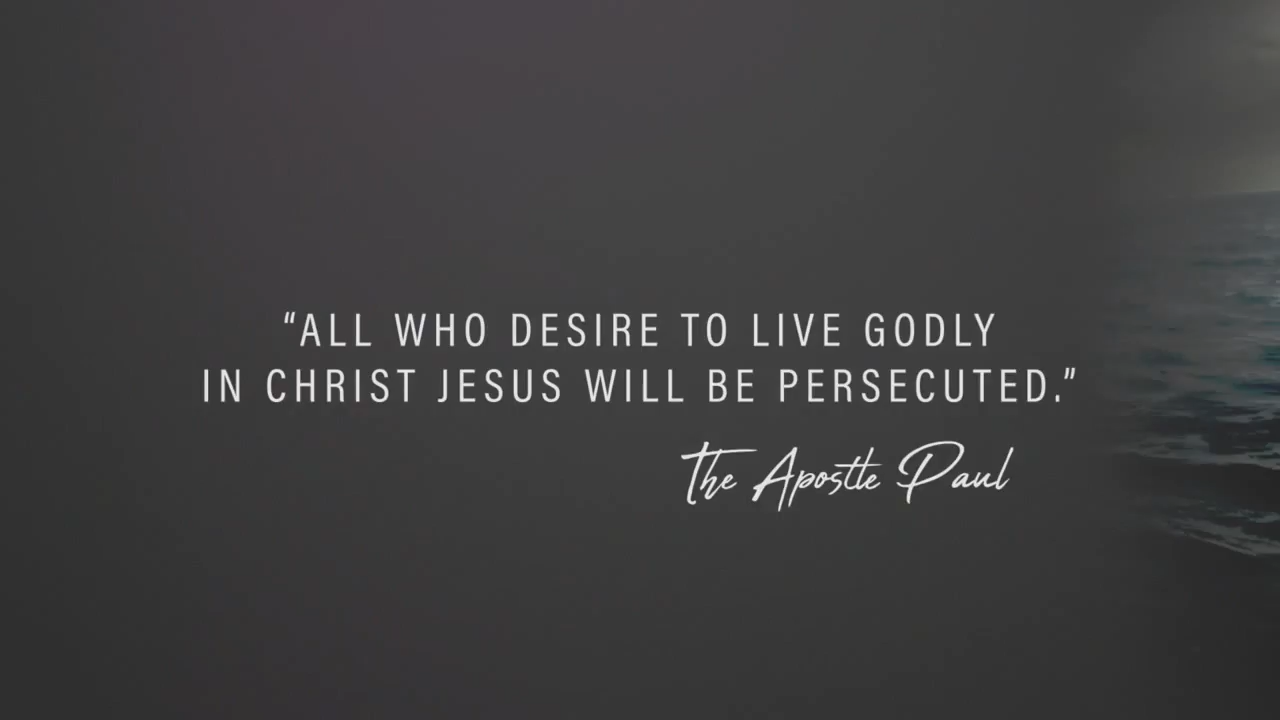 “ALL WHO DESIRE TO LIVE GODLY
IN CHRIST JESUS WILL BE PERSECUTED.”
The Apostle Paul